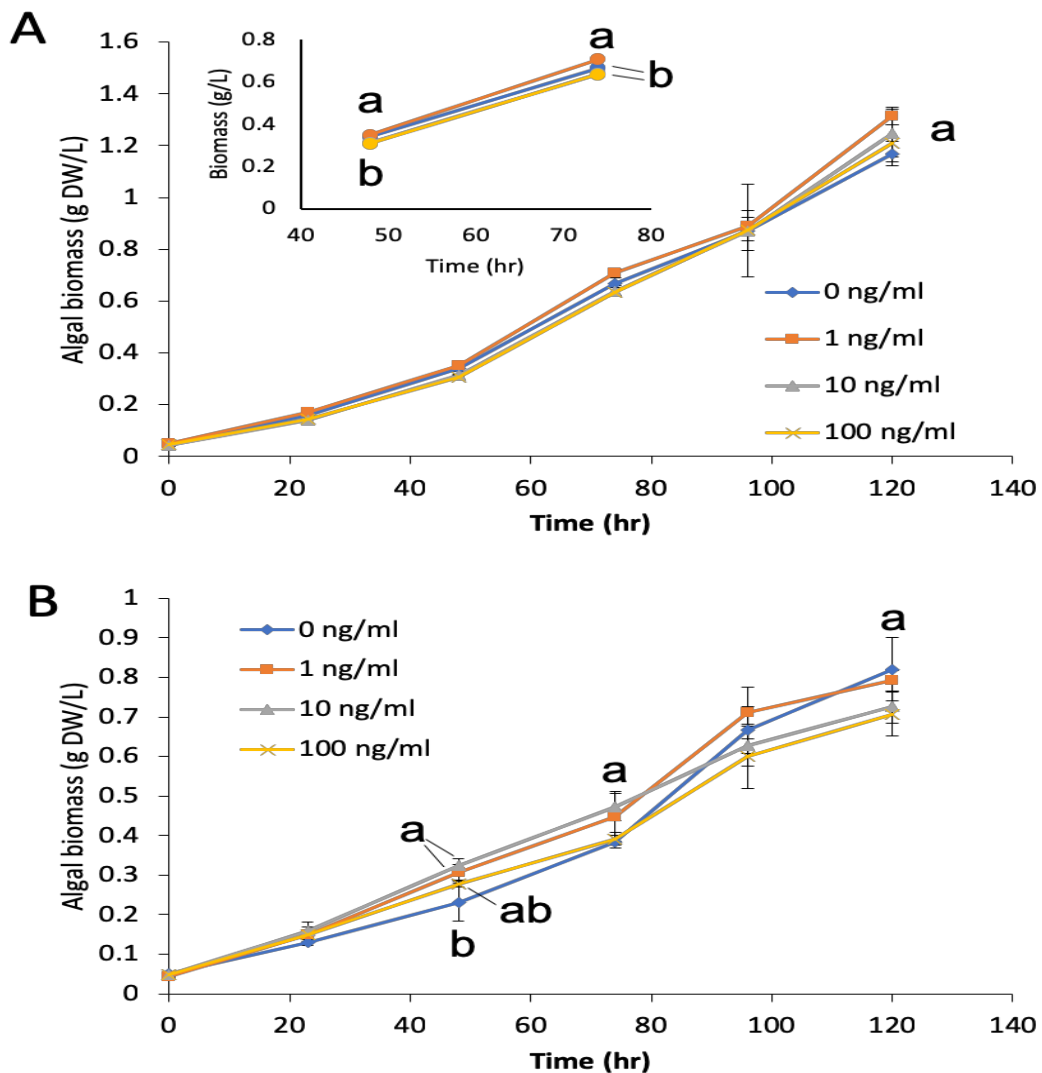 A
Algal biomass (g DW/L)
1.6
1.4
1.2
1
0.8
0.6
0.4
0.2
0
0 20 40 60 80 100 120 140
Time (hr)
Biomass (g/L)
0.8
0.6
0.4
0.2
0
40 50 60 70 80
Time (hr)
a
b
a
b
a
0 ng/ml
1 ng/ml
10 ng/ml
100 ng/ml
B
Algal biomass (g DW/L)
1
0.9
0.8
0.7
0.6
0.5
0.4
0.3
0.2
0.1
0
0 20 40 60 80 100 120 140
Time (hr)
0 ng/ml
1 ng/ml
10 ng/ml
100 ng/ml
a
ab
b
a
a